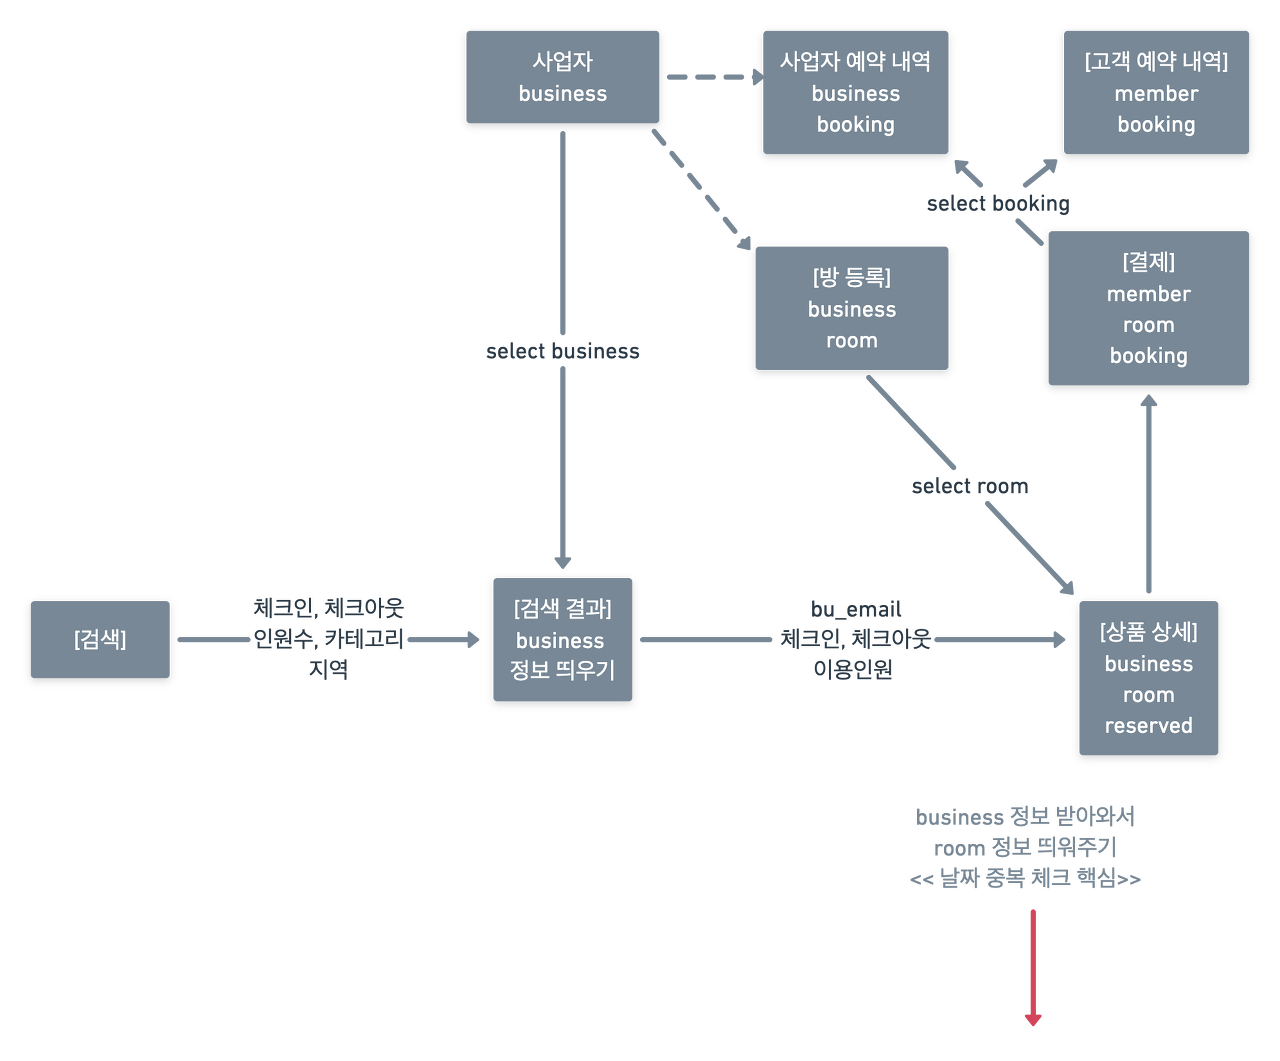 사업자
business
사업자 예약 내역
business
booking
[고객 예약 내역]
member
booking
select booking
[방 등록]
business
room
[결제]
member
room
booking
select business
select room
[검색]
체크인, 체크아웃
인원수, 카테고리
지역
[검색 결과]
business
정보 띄우기
bu_email
체크인, 체크아웃
이용인원
[상품 상세]
business
room
reserved
business 정보 받아와서
room 정보 띄워주기
<< 날짜 중복 체크 핵심>>